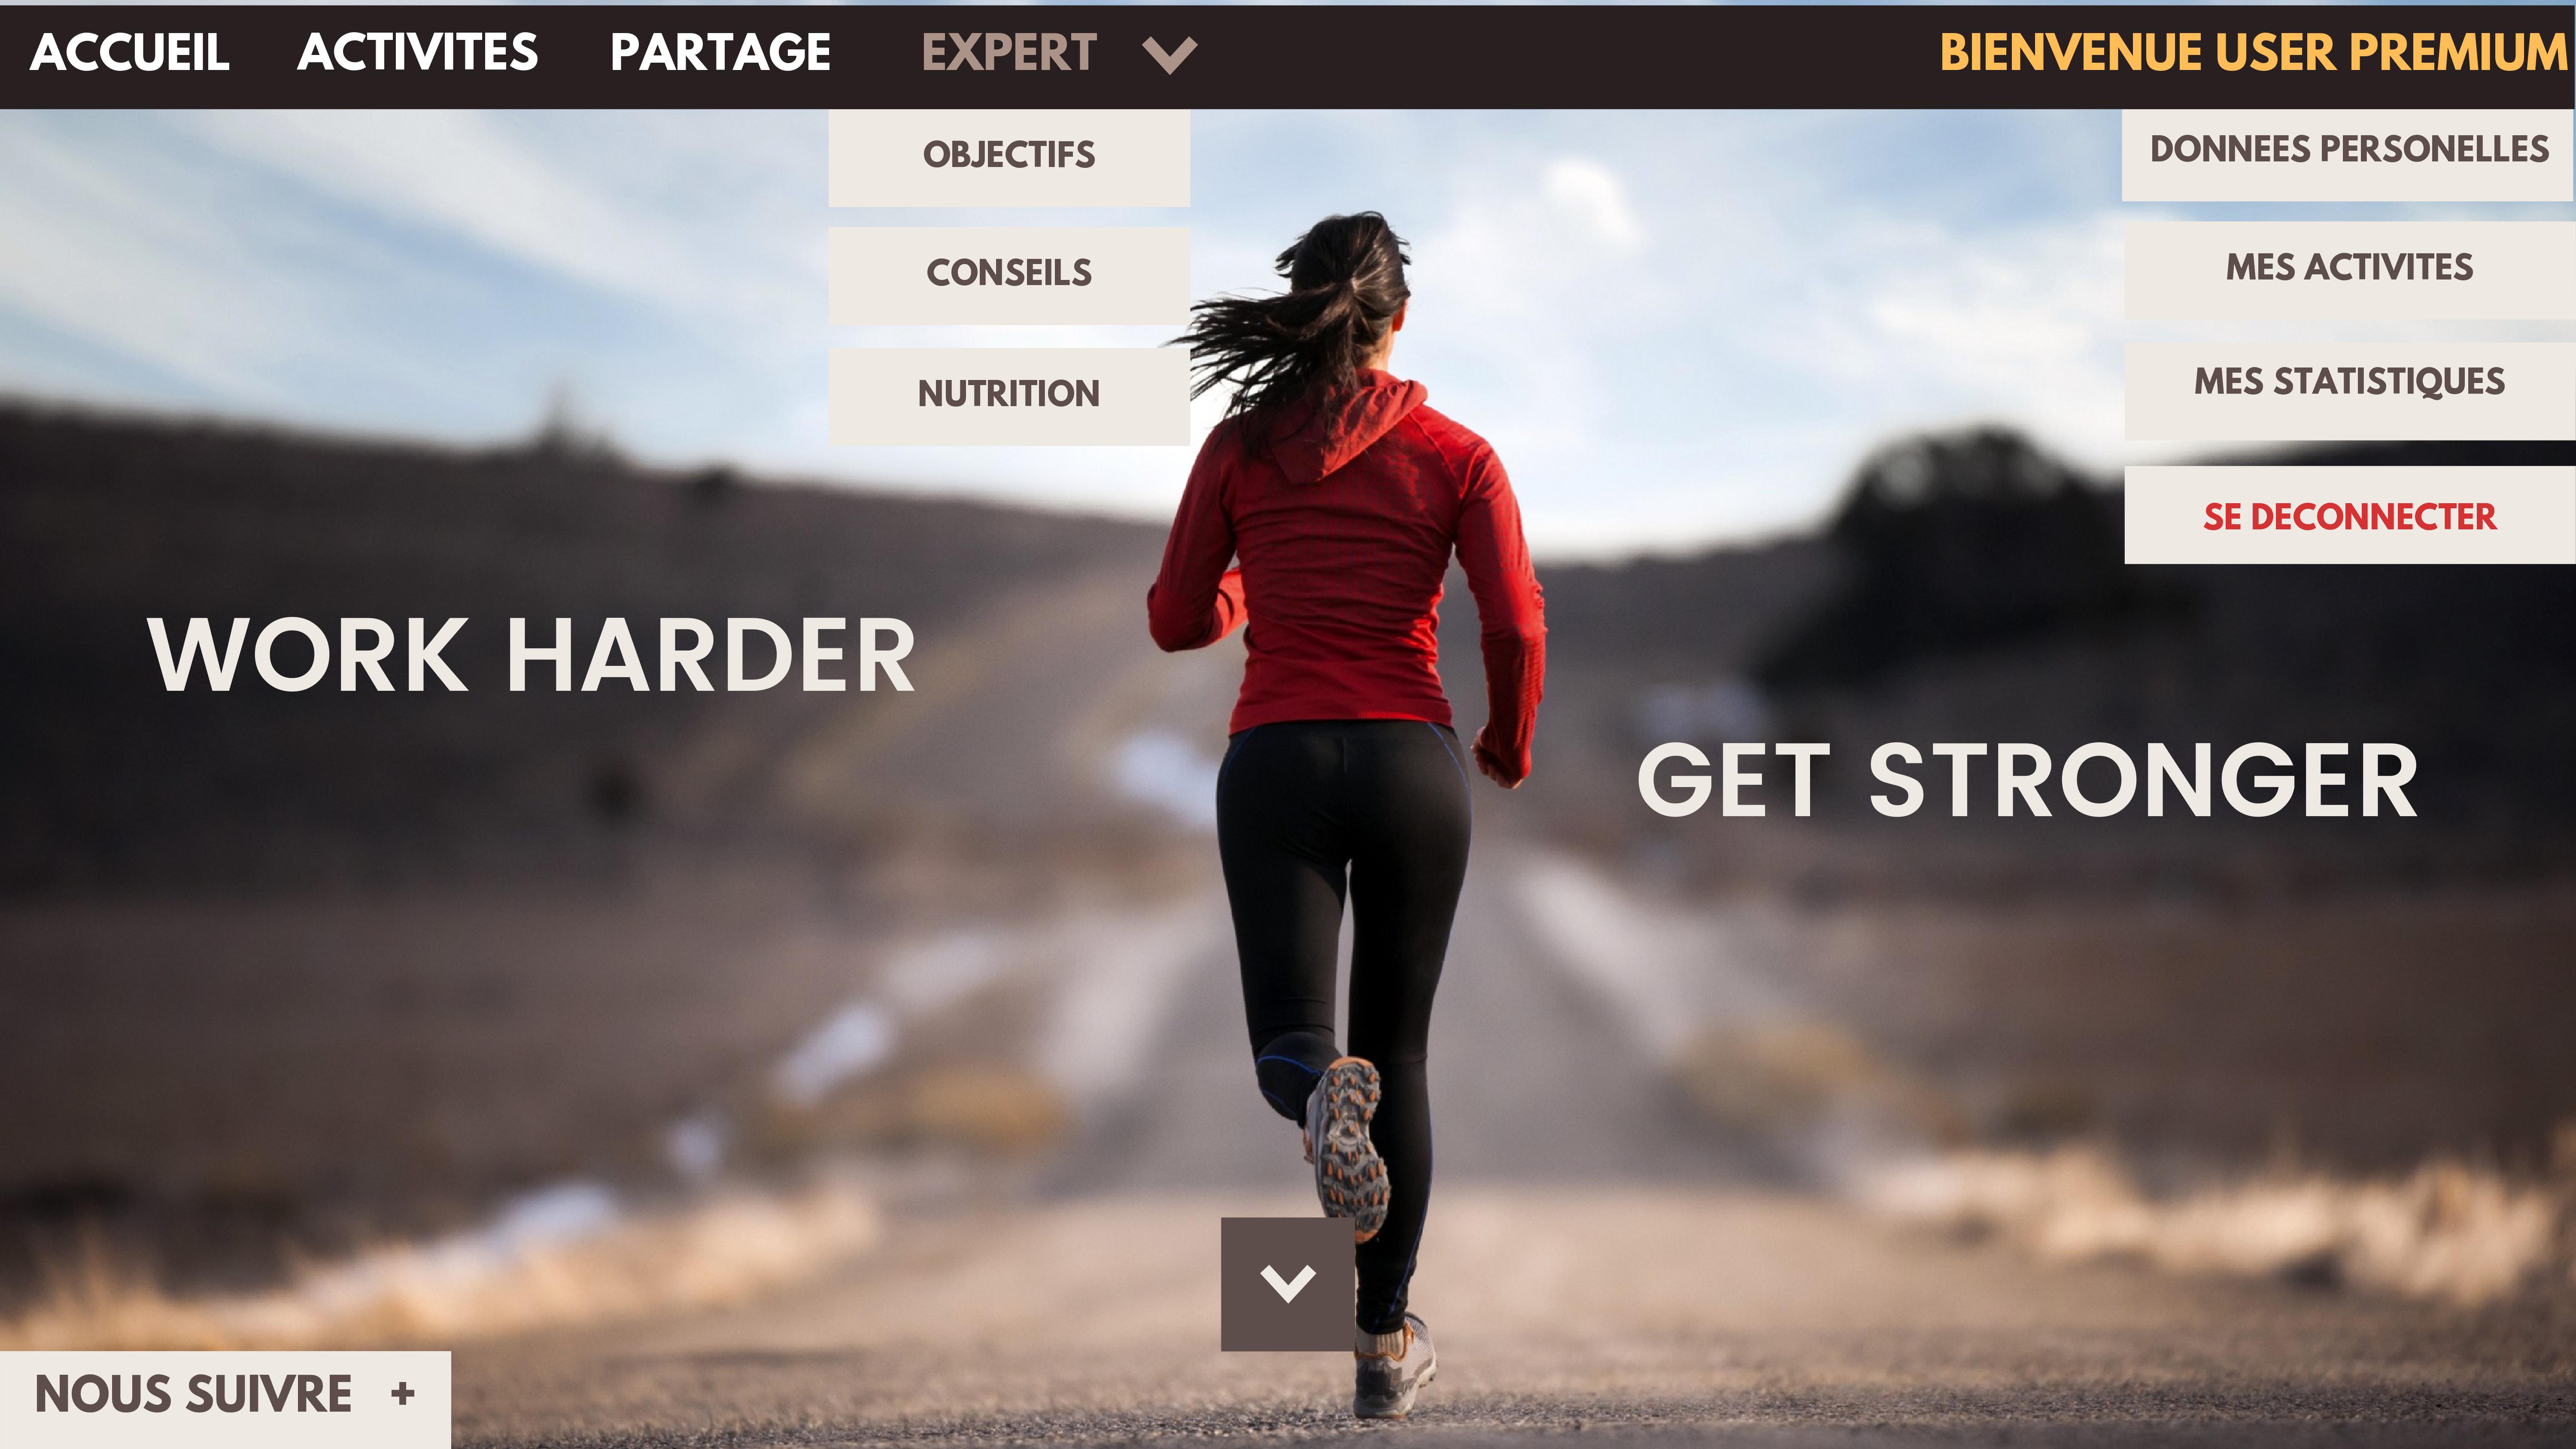 ACCUEIL
ACTIVITES
PARTAGE
EXPERT
BIENVENUE USER PREMIUM
OBJECTIFS
CONSEILS
NUTRITION
DONNEES PERSONELLES
MES ACTIVITES
MES STATISTIQUES
SE DECONNECTER
WORK HARDER
GET STRONGER
NOUS SUIVRE +